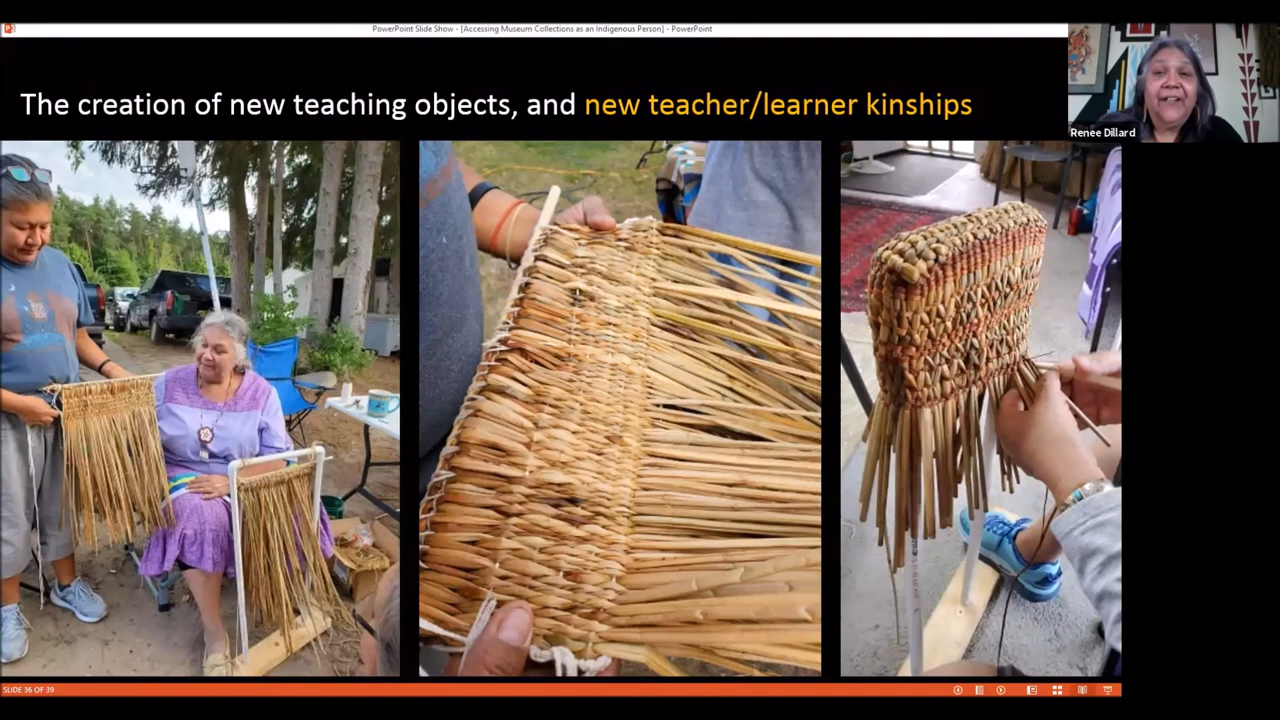 PowerPoint Slide Show - [Accessing Museum Collections as an Indigenous Person] - PowerPoint
The creation of new teaching objects, and new teacher/learner kinships
Renee Dillard
SLIDE 36 OF 39